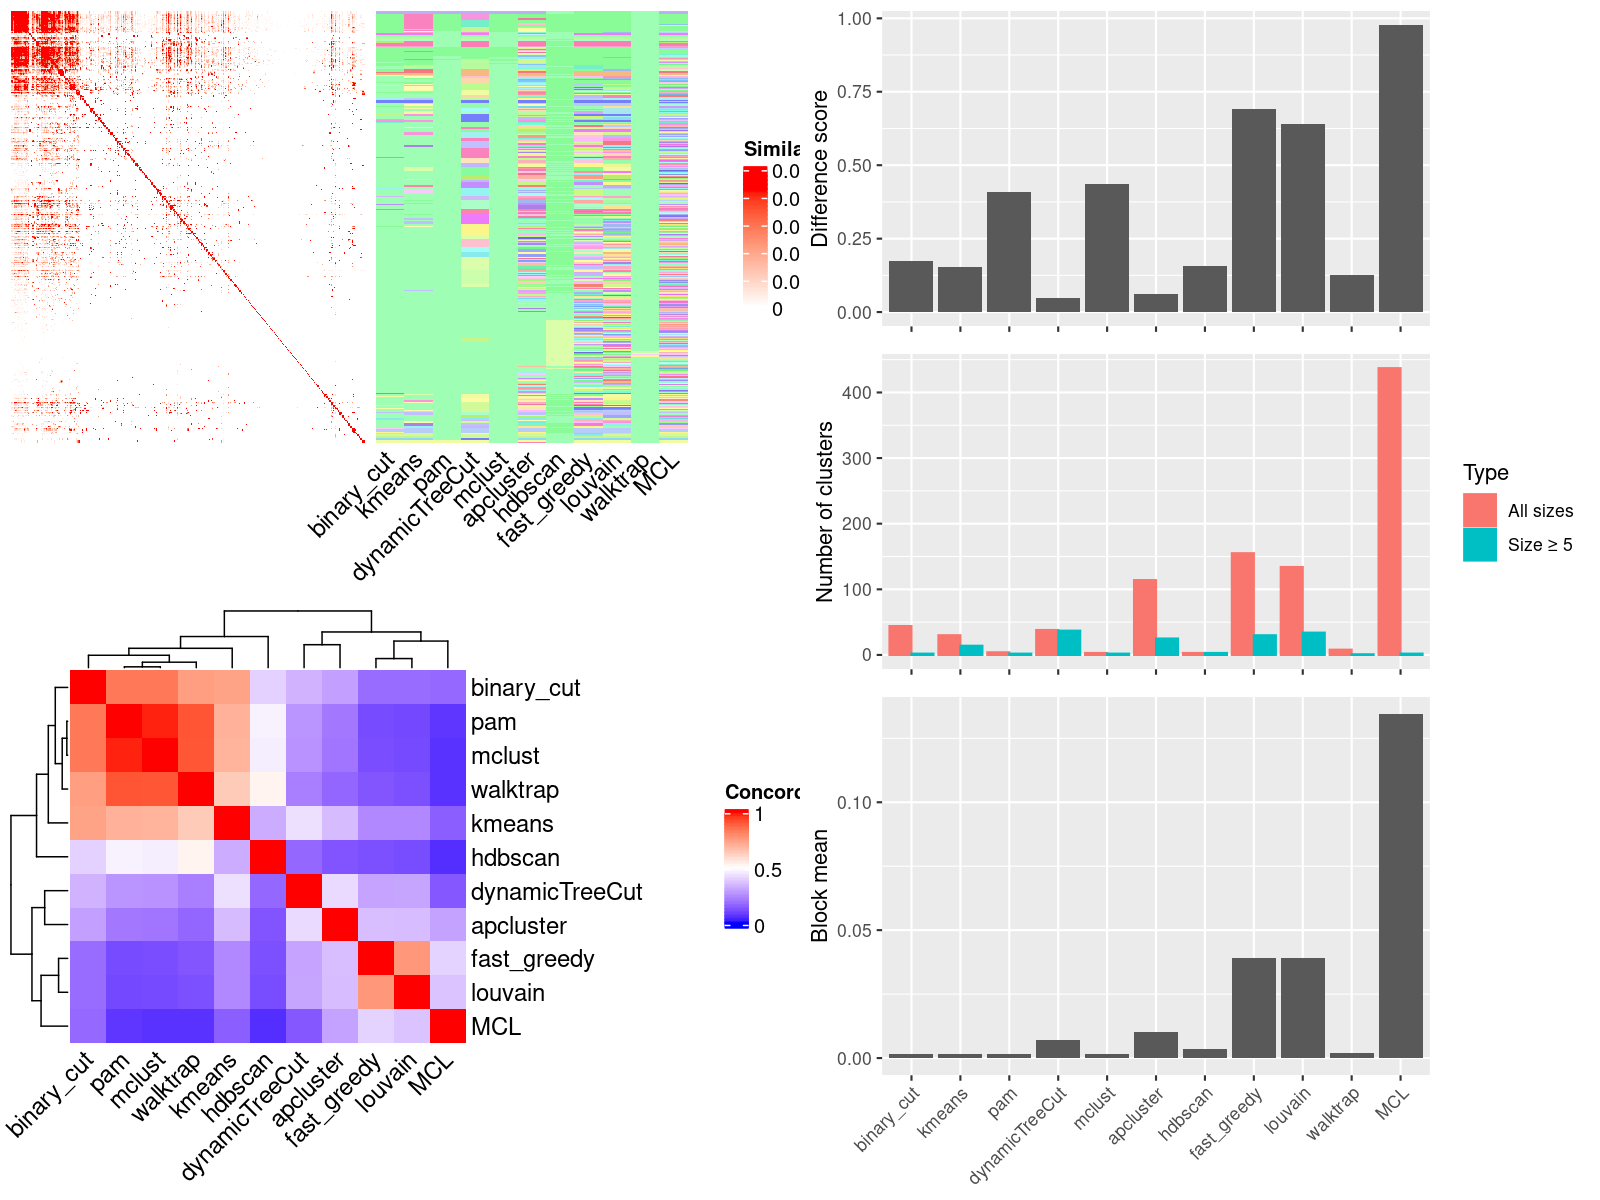 binary_cut
kmeans
pam
dynamicTreeCut
mclust
apcluster
hdbscan
fast_greedy
louvain
walktrap
MCL
Simila
0.0
0.0
0.0
0.0
0.0
0
binary_cut
pam
mclust
walktrap
kmeans
hdbscan
dynamicTreeCut
apcluster
fast_greedy
louvain
MCL
binary_cut
pam
mclust
walktrap
kmeans
hdbscan
dynamicTreeCut
apcluster
fast_greedy
louvain
MCL
Concord
1
0.5
0
Difference score
1.00
0.75
0.50
0.25
0.00
Number of clusters
400
300
200
100
0
Type
All sizes
Size ≥ 5
Block mean
0.10
0.05
0.00
binary_cut
kmeans
pam
dynamicTreeCut
mclust
apcluster
hdbscan
fast_greedy
louvain
walktrap
MCL